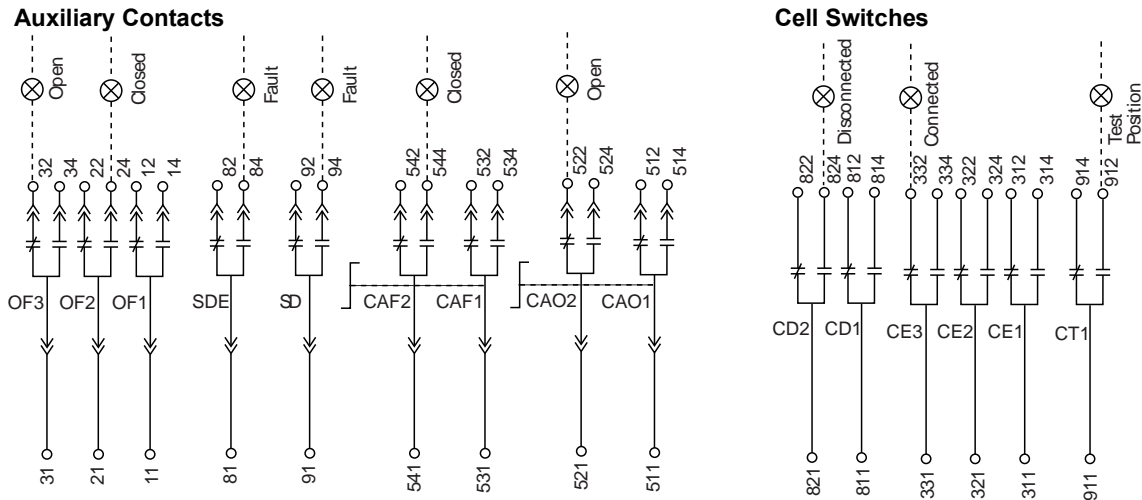 Auxiliary Contacts
Open
Closed
Fault
Fault
Closed
Open
32
34
22
24
12
14
82
84
92
94
542
544
532
534
522
524
512
514
OF3
OF2
OF1
SDE
SD
CAF2
CAF1
CAO2
CAO1
31
21
11
81
91
541
531
521
511
Cell Switches
Disconnected
Connected
Test
Position
822
824
812
814
332
334
322
324
312
314
914
912
CD2
CD1
CE3
CE2
CE1
CT1
821
811
331
321
311
911